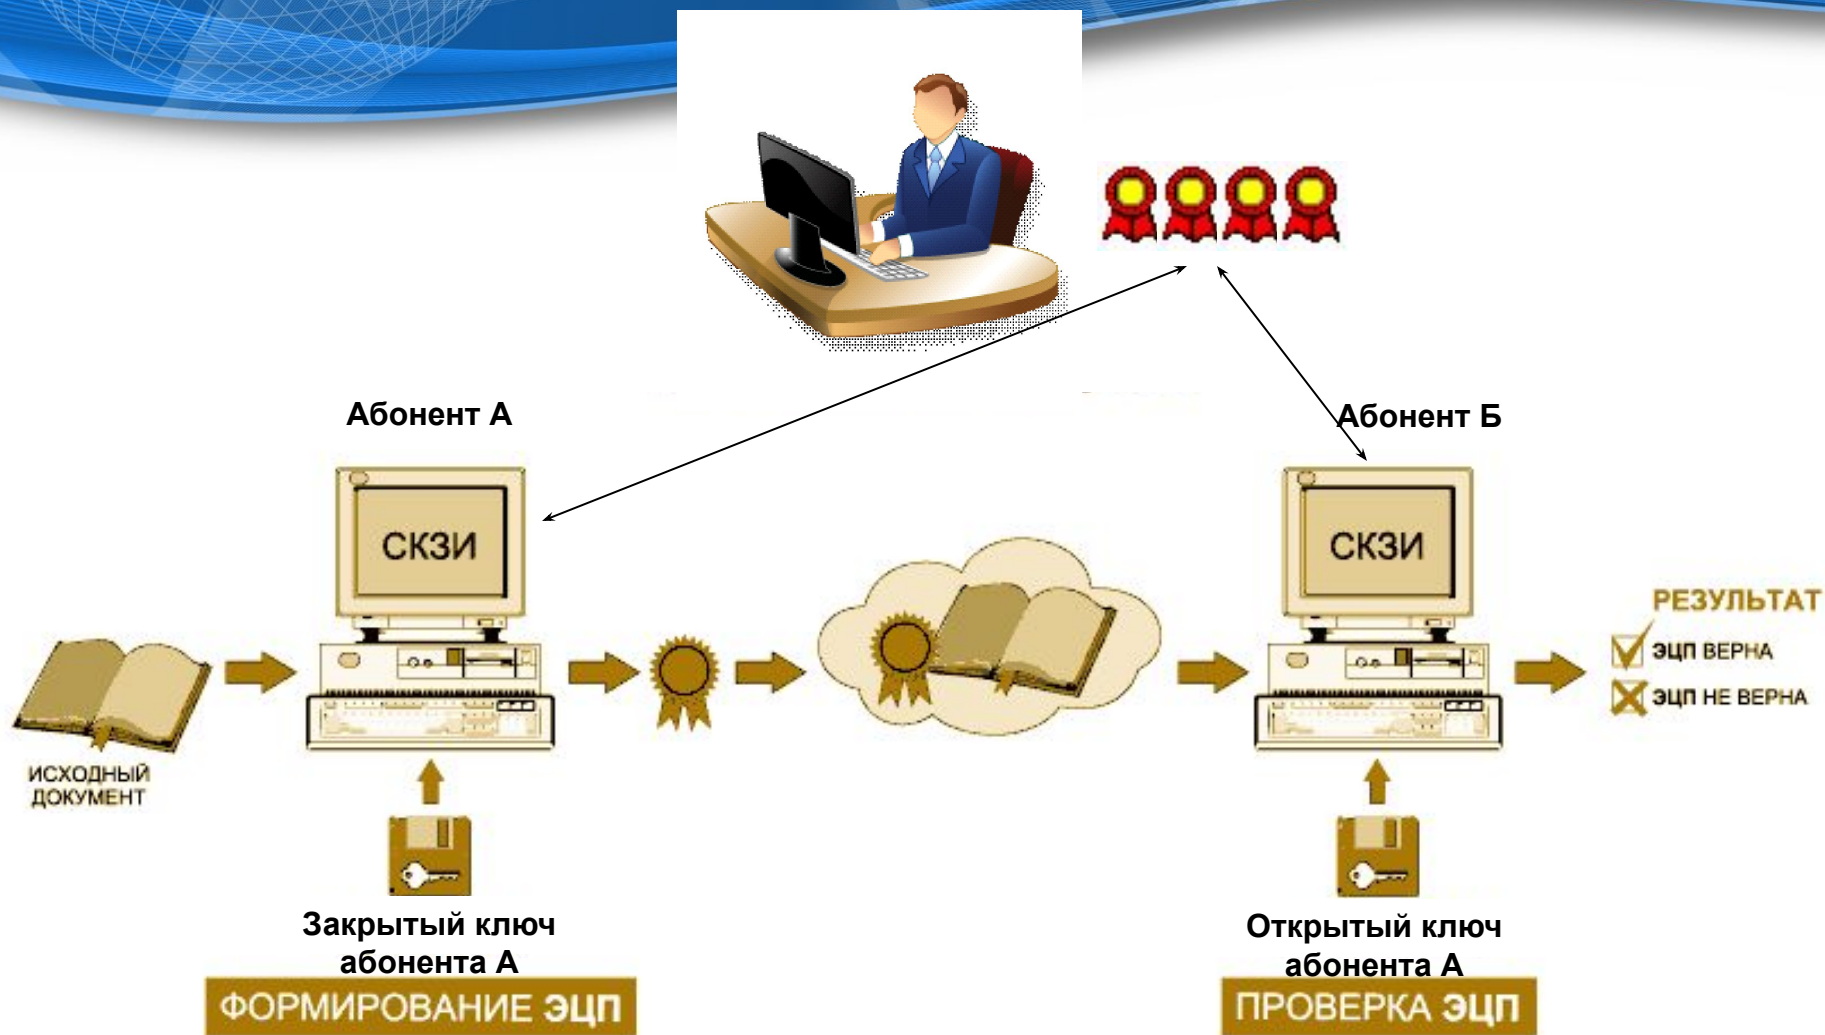 Абонент А
Абонент Б
СКЗИ
СКЗИ
РЕЗУЛЬТАТ
ЭЦП ВЕРНА
ЭЦП НЕ ВЕРНА
ИСХОДНЫЙ
ДОКУМЕНТ
Закрытый ключ
абонента А
Открытый ключ
абонента А
ФОРМИРОВАНИЕ ЭЦП
ПРОВЕРКА ЭЦП